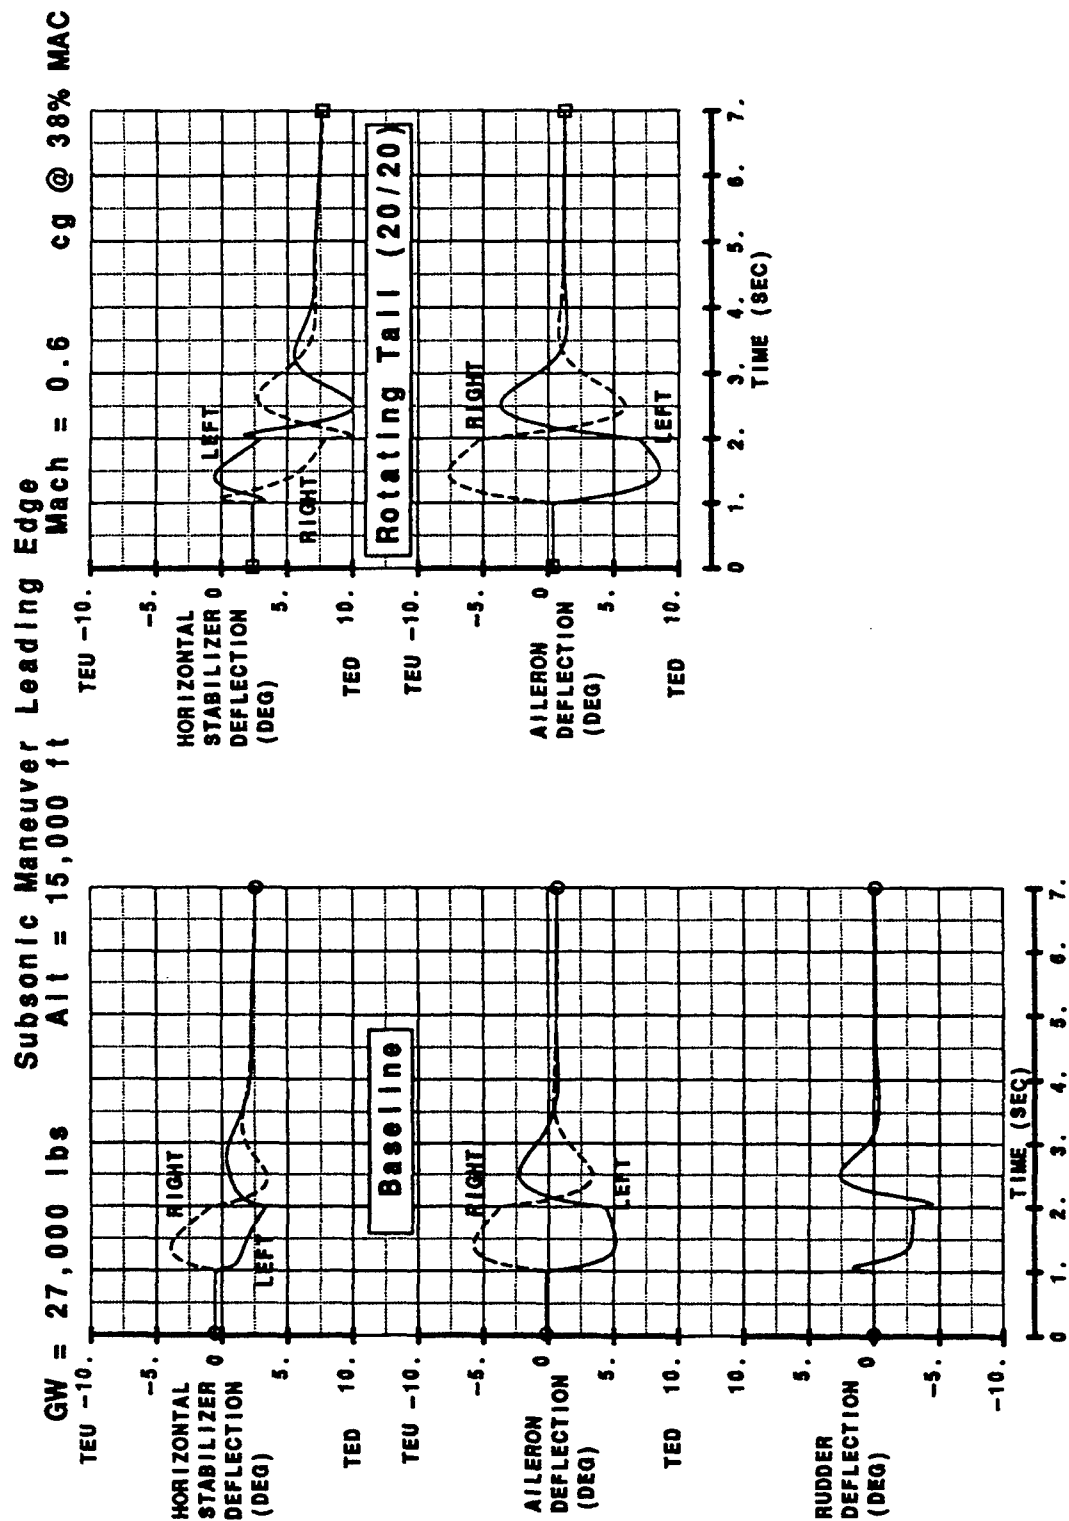 Subsonic Maneuver Leading Edge
GW = 27,000 lbs Alt = 15,000 ft Mach = 0.6 cg @ 38% MAC
TEU -10.
-5.
HORIZONTAL
STABILIZER 0
DEFLECTION
(DEG)
5.
TED 10.
RIGHT
LEFT
Baseline
TEU -10.
-5.
AILERON 0
DEFLECTION
(DEG)
5.
TED 10.
RIGHT
LEFT
10.
5.
RUDDER
DEFLECTION 0
(DEG)
-5.
-10.
0 1. 2. 3. 4. 5. 6. 7.
TIME (SEC)
TEU -10.
-5.
HORIZONTAL
STABILIZER 0
DEFLECTION
(DEG)
5.
TED 10.
LEFT
RIGHT
Rotating Tail (20/20)
TEU -10.
-5.
AILERON 0
DEFLECTION
(DEG)
5.
TED 10.
RIGHT
LEFT
0 1. 2. 3. 4. 5. 6. 7.
TIME (SEC)